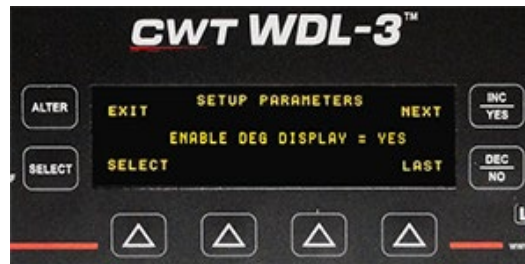 CWT WDL-3™
ALTER
EXIT
SETUP PARAMETERS
NEXT
INC
YES
ENABLE DEG DISPLAY = YES
SELECT
SELECT
LAST
DEC
NO